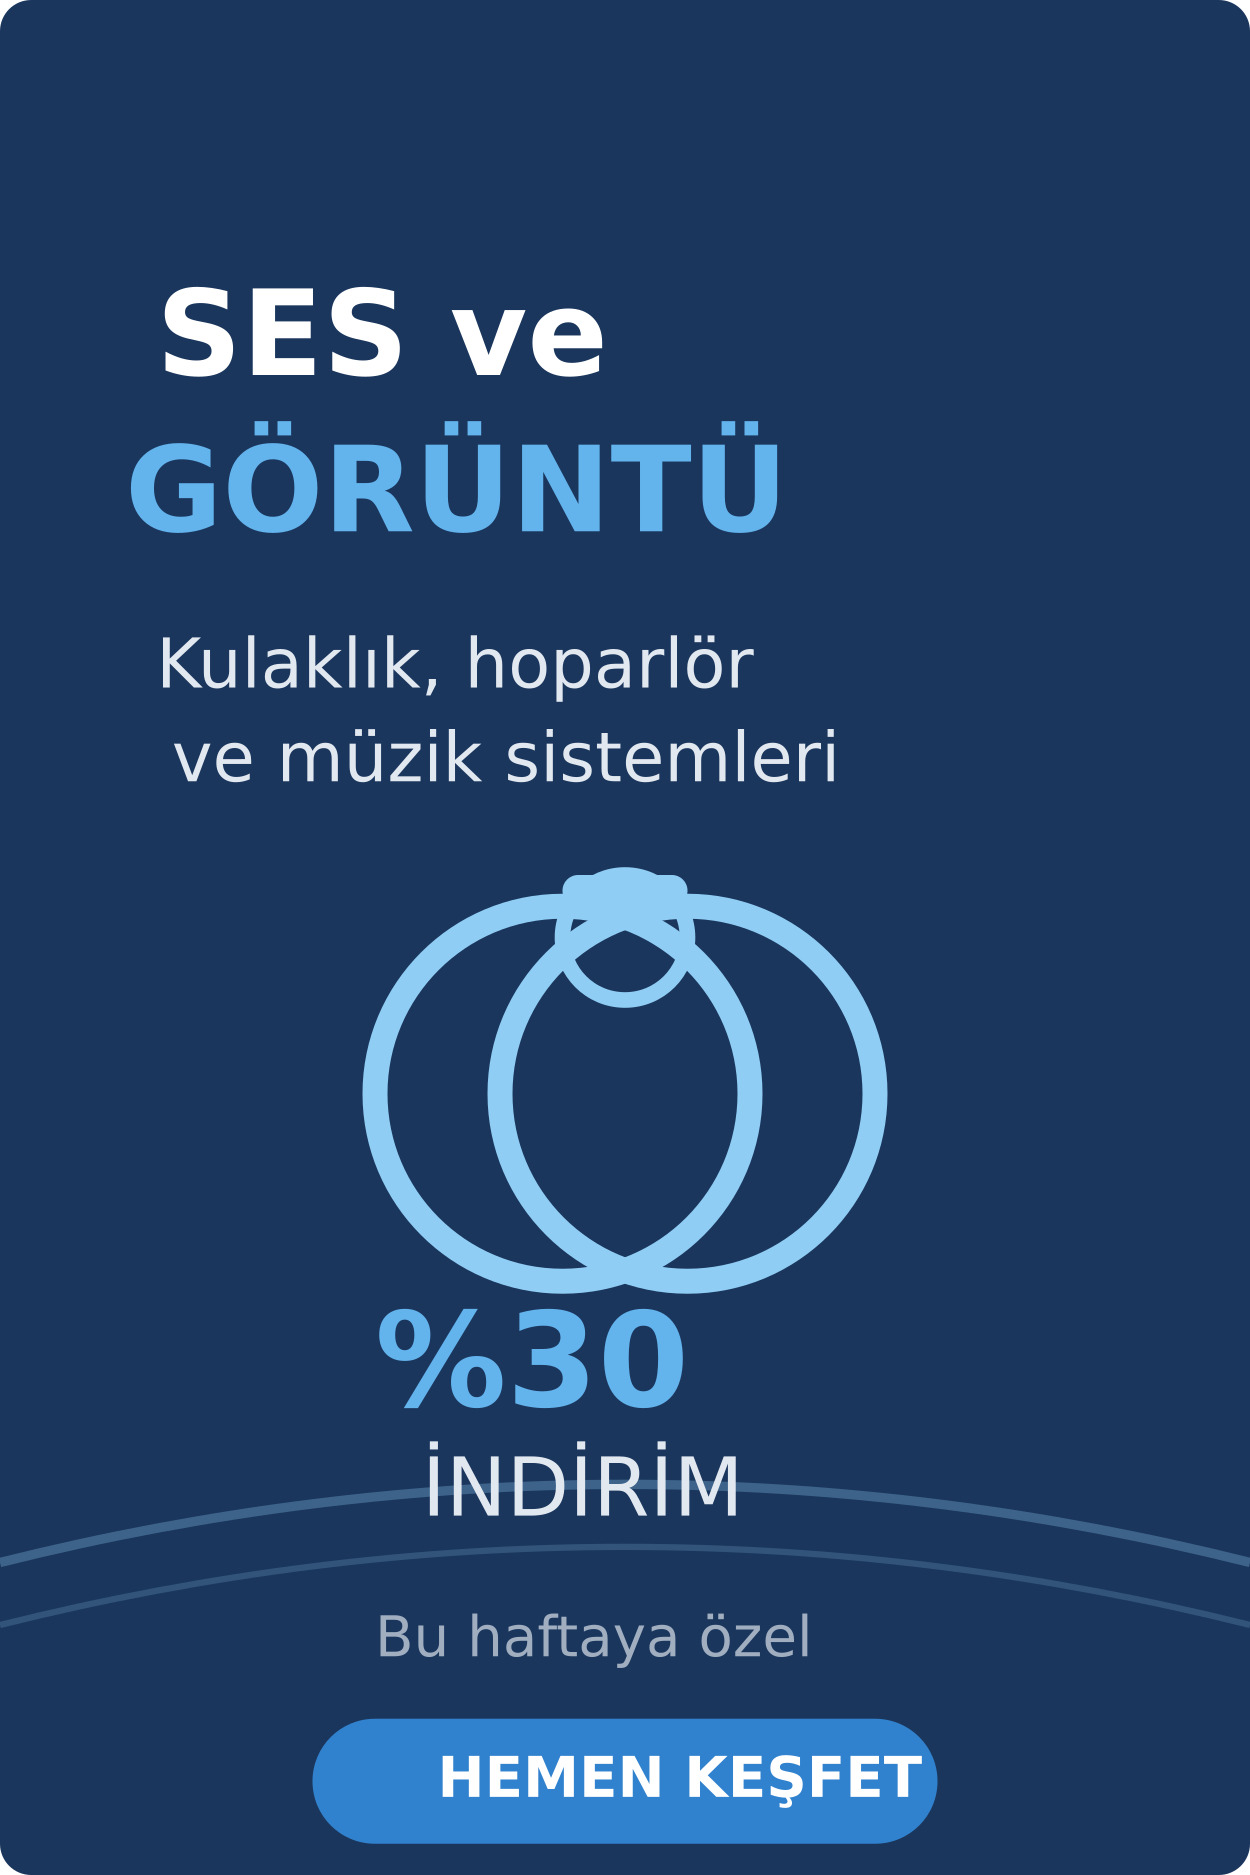 SES ve
GÖRÜNTÜ
Kulaklık, hoparlör
ve müzik sistemleri
%30
İNDİRİM
Bu haftaya özel
HEMEN KEŞFET